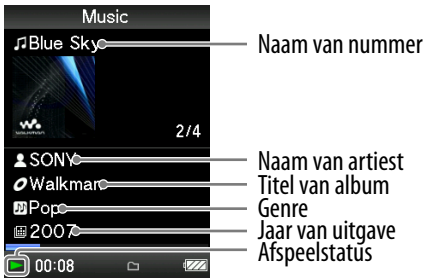 Music
Blue Sky
Naam van nummer
2/4
SONY
Naam van artiest
Walkman
Titel van album
Pop
Genre
2007
Jaar van uitgave
Afspeelstatus
00:08